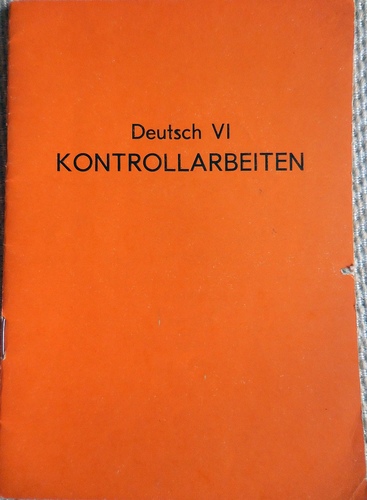 Deutsch VI
KONTROLLARBEITEN